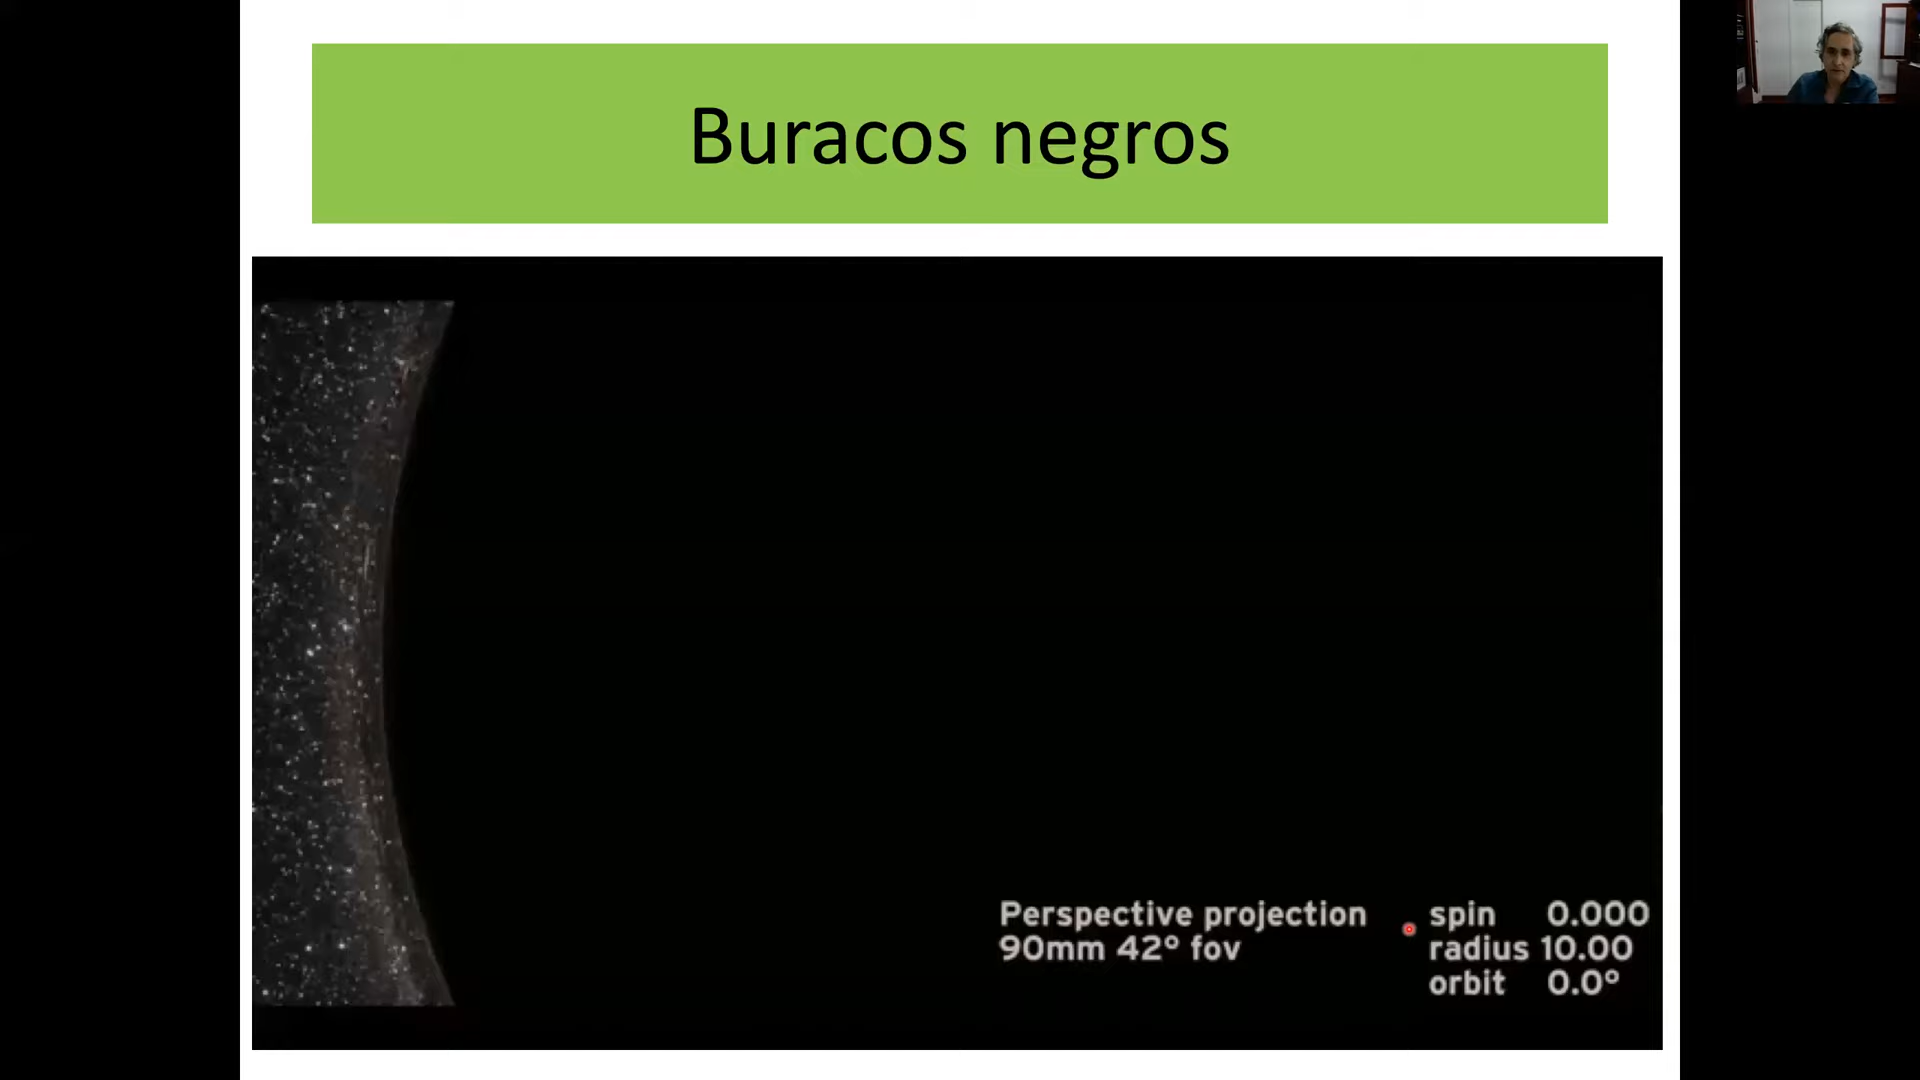 Buracos negros
Perspective projection
90mm 42° fov
spin 0.000
radius 10.00
orbit 0.0°